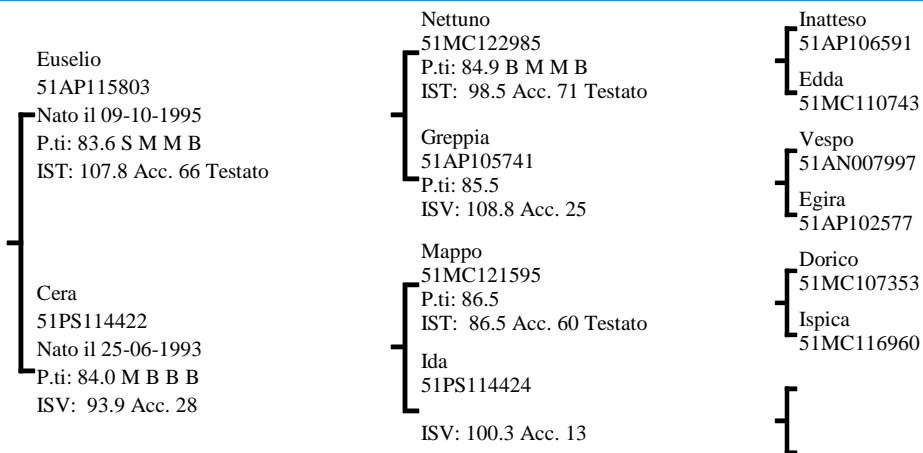 Euselio
51AP115803
Nato il 09-10-1995
P.ti: 83.6 S M M B
IST: 107.8 Acc. 66 Testato
Cera
51PS114422
Nato il 25-06-1993
P.ti: 84.0 M B B B
ISV: 93.9 Acc. 28
Nettuno
51MC122985
P.ti: 84.9 B M M B
IST: 98.5 Acc. 71 Testato
Greppia
51AP105741
P.ti: 85.5
ISV: 108.8 Acc. 25
Mappo
51MC121595
P.ti: 86.5
IST: 86.5 Acc. 60 Testato
Ida
51PS114424
ISV: 100.3 Acc. 13
Inatteso
51AP106591
Edda
51MC110743
Vespo
51AN007997
Egira
51AP102577
Dorico
51MC107353
Ispica
51MC116960